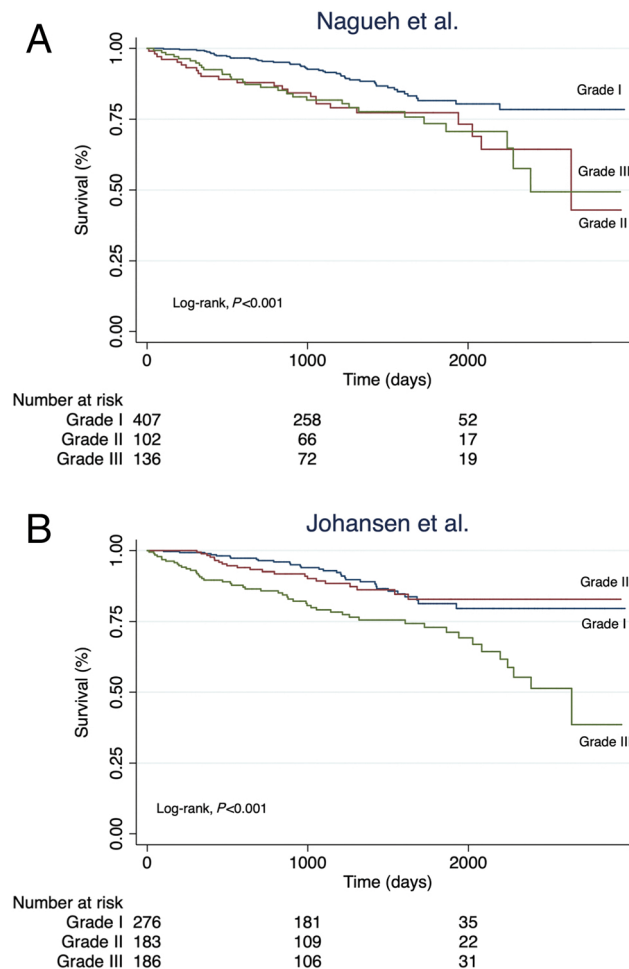 A
Nagueh et al.
Survival (%)
1.00
0.75
0.50
0.25
0.00
Grade I
Grade III
Grade II
Log-rank, P<0.001
0 1000 2000
Time (days)
Number at risk
Grade I 407 258 52
Grade II 102 66 17
Grade III 136 72 19
B
Johansen et al.
Survival (%)
1.00
0.75
0.50
0.25
0.00
Grade II
Grade I
Grade II
Log-rank, P<0.001
0 1000 2000
Time (days)
Number at risk
Grade I 276 181 35
Grade II 183 109 22
Grade III 186 106 31